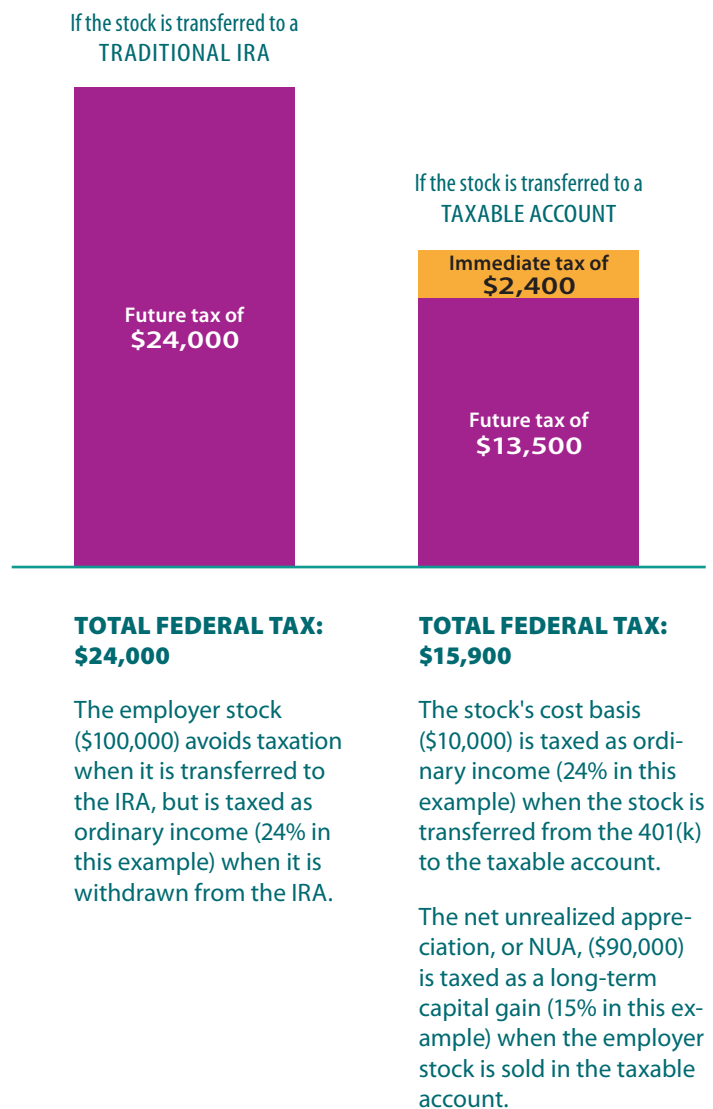 If the stock is transferred to a
TRADITIONAL IRA
Future tax of
$24,000
TOTAL FEDERAL TAX:
$24,000
The employer stock
($100,000) avoids taxation
when it is transferred to
the IRA, but is taxed as
ordinary income (24% in
this example) when it is
withdrawn from the IRA.
If the stock is transferred to a
TAXABLE ACCOUNT
Immediate tax of
$2,400
Future tax of
$13,500
TOTAL FEDERAL TAX:
$15,900
The stock's cost basis
($10,000) is taxed as ordi-
nary income (24% in this
example) when the stock is
transferred from the 401(k)
to the taxable account.
The net unrealized appre-
ciation, or NUA, ($90,000)
is taxed as a long-term
capital gain (15% in this ex-
ample) when the employer
stock is sold in the taxable
account.